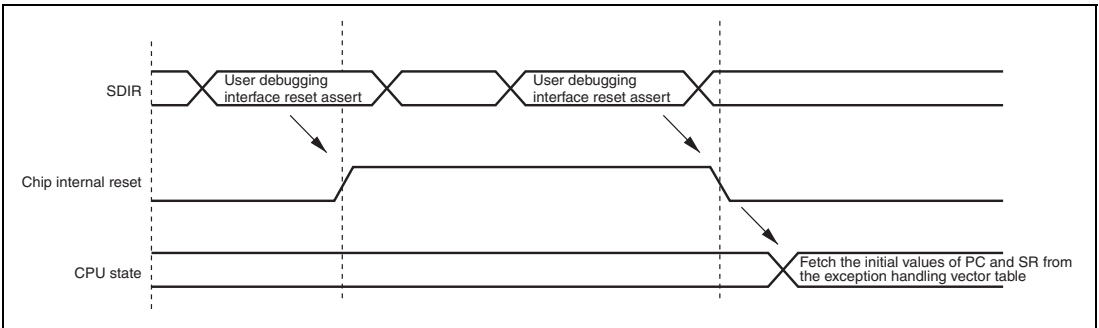 SDIR
User debugging
interface reset assert
User debugging
interface reset assert
Chip internal reset
CPU state
Fetch the initial values of PC and SR from
the exception handling vector table